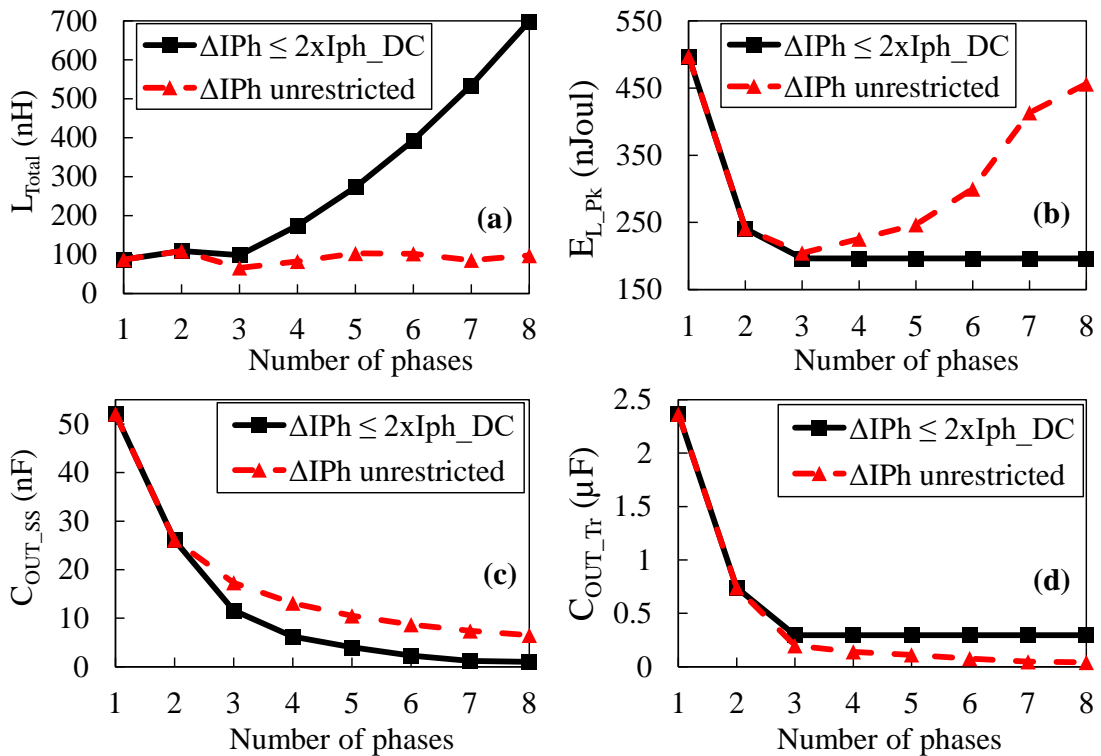 700
600
500
400
300
200
100
0
L_Total (nH)
ΔIPh ≤ 2xIph_DC
ΔIPh unrestricted
(a)
1 2 3 4 5 6 7 8
Number of phases
550
450
350
250
150
E_L_Pk (nJoul)
ΔIPh ≤ 2xIph_DC
ΔIPh unrestricted
(b)
1 2 3 4 5 6 7 8
Number of phases
50
40
30
20
10
0
C_OUT_SS (nF)
ΔIPh ≤ 2xIph_DC
ΔIPh unrestricted
(c)
1 2 3 4 5 6 7 8
Number of phases
2.5
2
1.5
1
0.5
0
C_OUT_Tr (µF)
ΔIPh ≤ 2xIph_DC
ΔIPh unrestricted
(d)
1 2 3 4 5 6 7 8
Number of phases